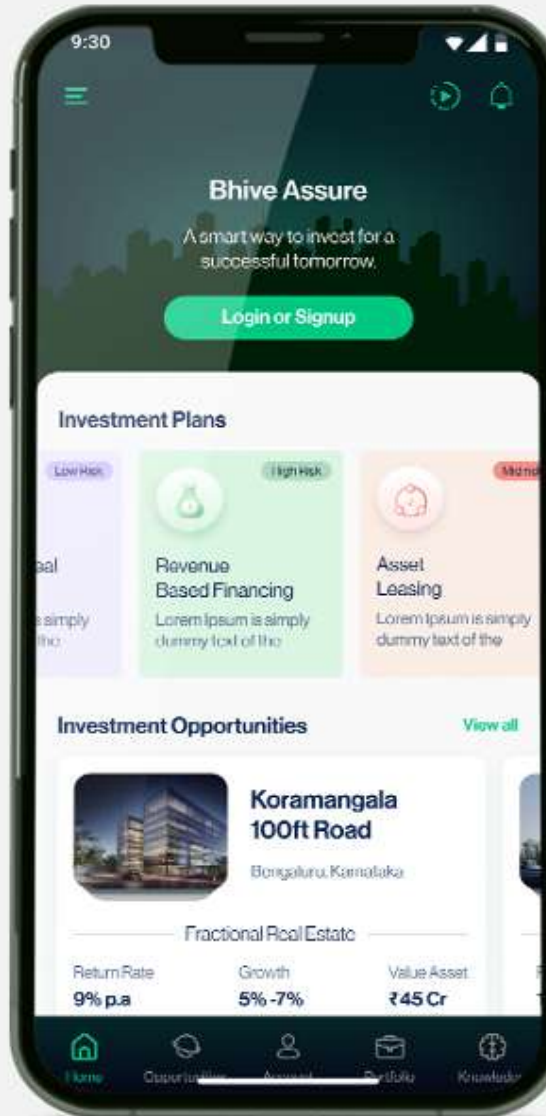 9:30
Bhive Assure
A smart way to invest for a
successful tomorrow.
Login or Signup
Investment Plans
Low Risk
High Risk
Revenue
Based Financing
Lorem Ipsum is simply
dummy text of the
Asset
Leasing
Lorem Ipsum is simply
dummy text of the
simply
Investment Opportunities
View all
Koramangala
100ft Road
Bengaluru, Karnataka
Fractional Real Estate
Return Rate
Growth
Value Asset
9% p.a
5% -7%
₹45 Cr
Home
Account
Portfolio